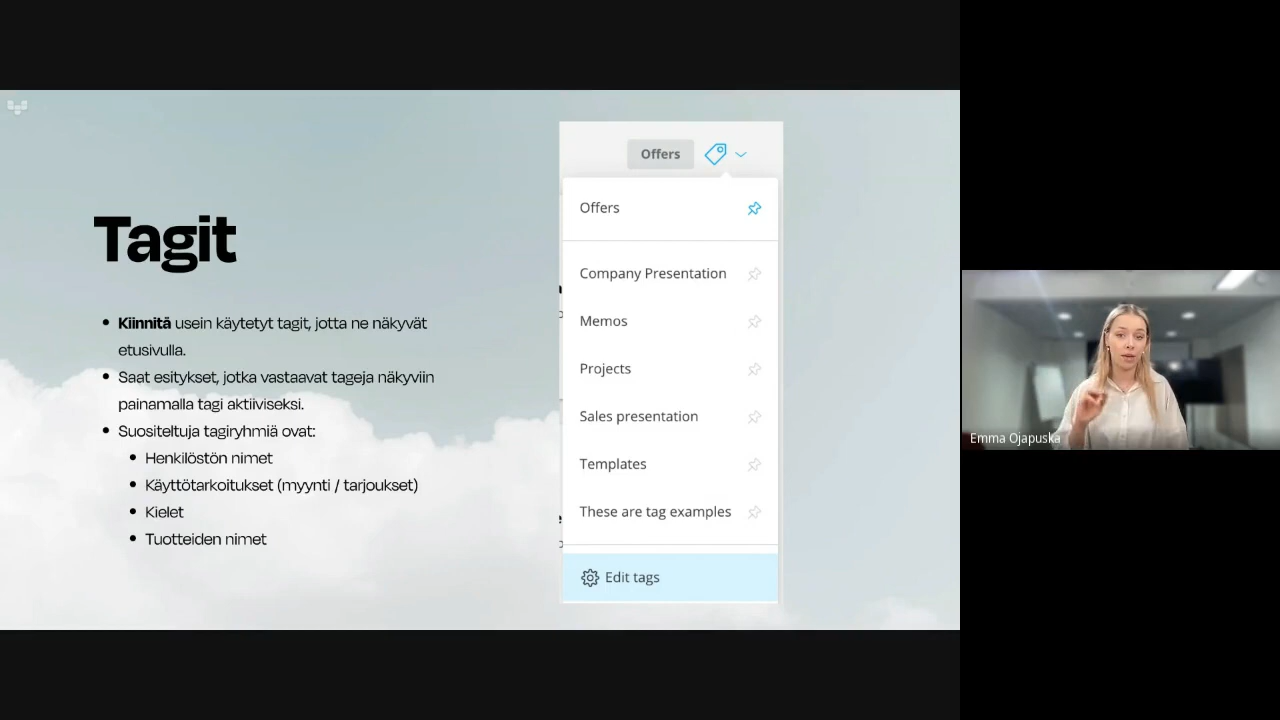 Tagit
Kiinnitä usein käytetyt tagit, jotta ne näkyvät
etusivulla.
Saat esitykset, jotka vastaavat tageja näkyviin
painamalla tagi aktiiviseksi.
Suositeltuja tagiryhmiä ovat:
Henkilöstön nimet
Käyttötarkoitukset (myynti / tarjoukset)
Kielet
Tuotteiden nimet
Offers
Offers
Company Presentation
Memos
Projects
Sales presentation
Templates
These are tag examples
Edit tags
Emma Ojapuska